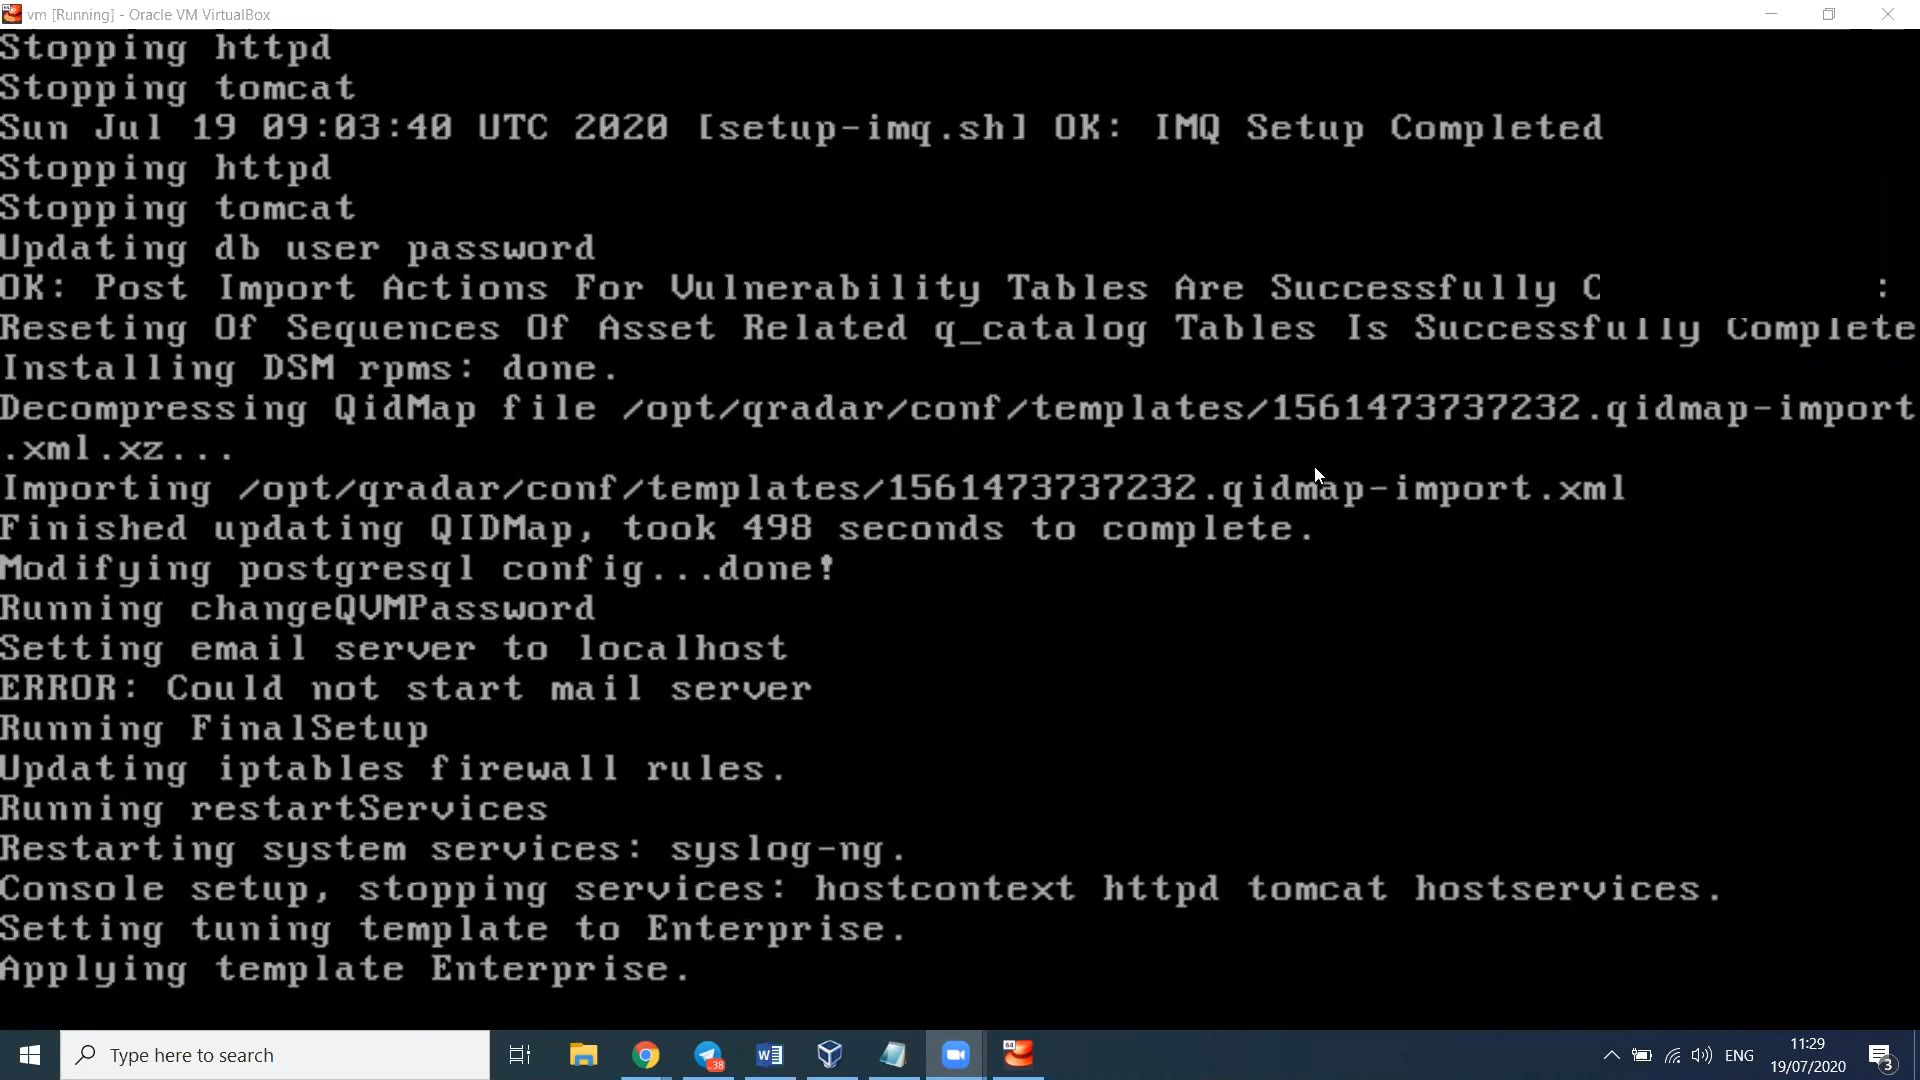 vm [Running] - Oracle VM VirtualBox
Stopping httpd
Stopping tomcat
Sun Jul 19 09:03:40 UTC 2020 [setup-imq.sh] OK: IMQ Setup Completed
Stopping httpd
Stopping tomcat
Updating db user password
OK: Post Import Actions For Vulnerability Tables Are Successfully C :
Reseting Of Sequences Of Asset Related q_catalog Tables Is Successfully Complete
Installing DSM rpms: done.
Decompressing QidMap file /opt/qradar/conf/templates/1561473737232.qidmap-import
.xml.xz...
Importing /opt/qradar/conf/templates/1561473737232.qidmap-import.xml
Finished updating QIDMap, took 498 seconds to complete.
Modifying postgresql config...done!
Running changeQVMPassword
Setting email server to localhost
ERROR: Could not start mail server
Running FinalSetup
Updating iptables firewall rules.
Running restartServices
Restarting system services: syslog-ng.
Console setup, stopping services: hostcontext httpd tomcat hostservices.
Setting tuning template to Enterprise.
Applying template Enterprise.
Type here to search
38
64
ENG
11:29
19/07/2020
3